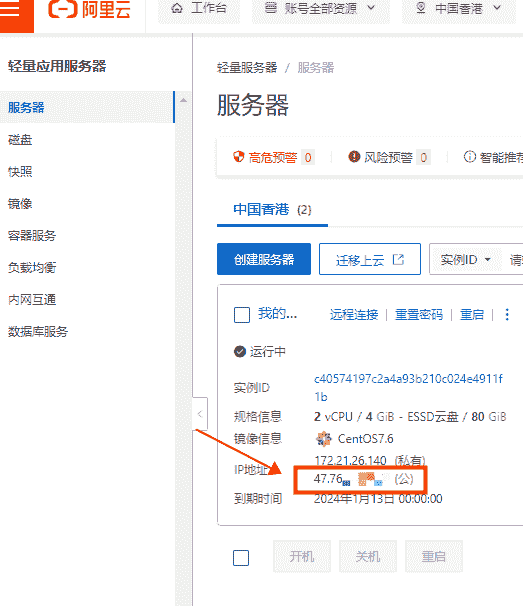 阿里云
工作台
账号全部资源
中国香港
轻量应用服务器
服务器
磁盘
快照
镜像
容器服务
负载均衡
内网互通
数据库服务
轻量服务器 / 服务器
服务器
高危预警 0
风险预警 0
智能推荐
中国香港 (2)
创建服务器
迁移上云
实例ID
我的...
远程连接
重置密码
重启
运行中
实例ID c40574197c2a4a93b210c024e4911f
1b
规格信息 2 vCPU / 4 GiB - ESSD云盘 / 80 GiB
镜像信息 CentOS7.6
IP地址 172.21.26.140 (私有)
47.76 (公)
到期时间 2024年1月13日 00:00:00
开机
关机
重启